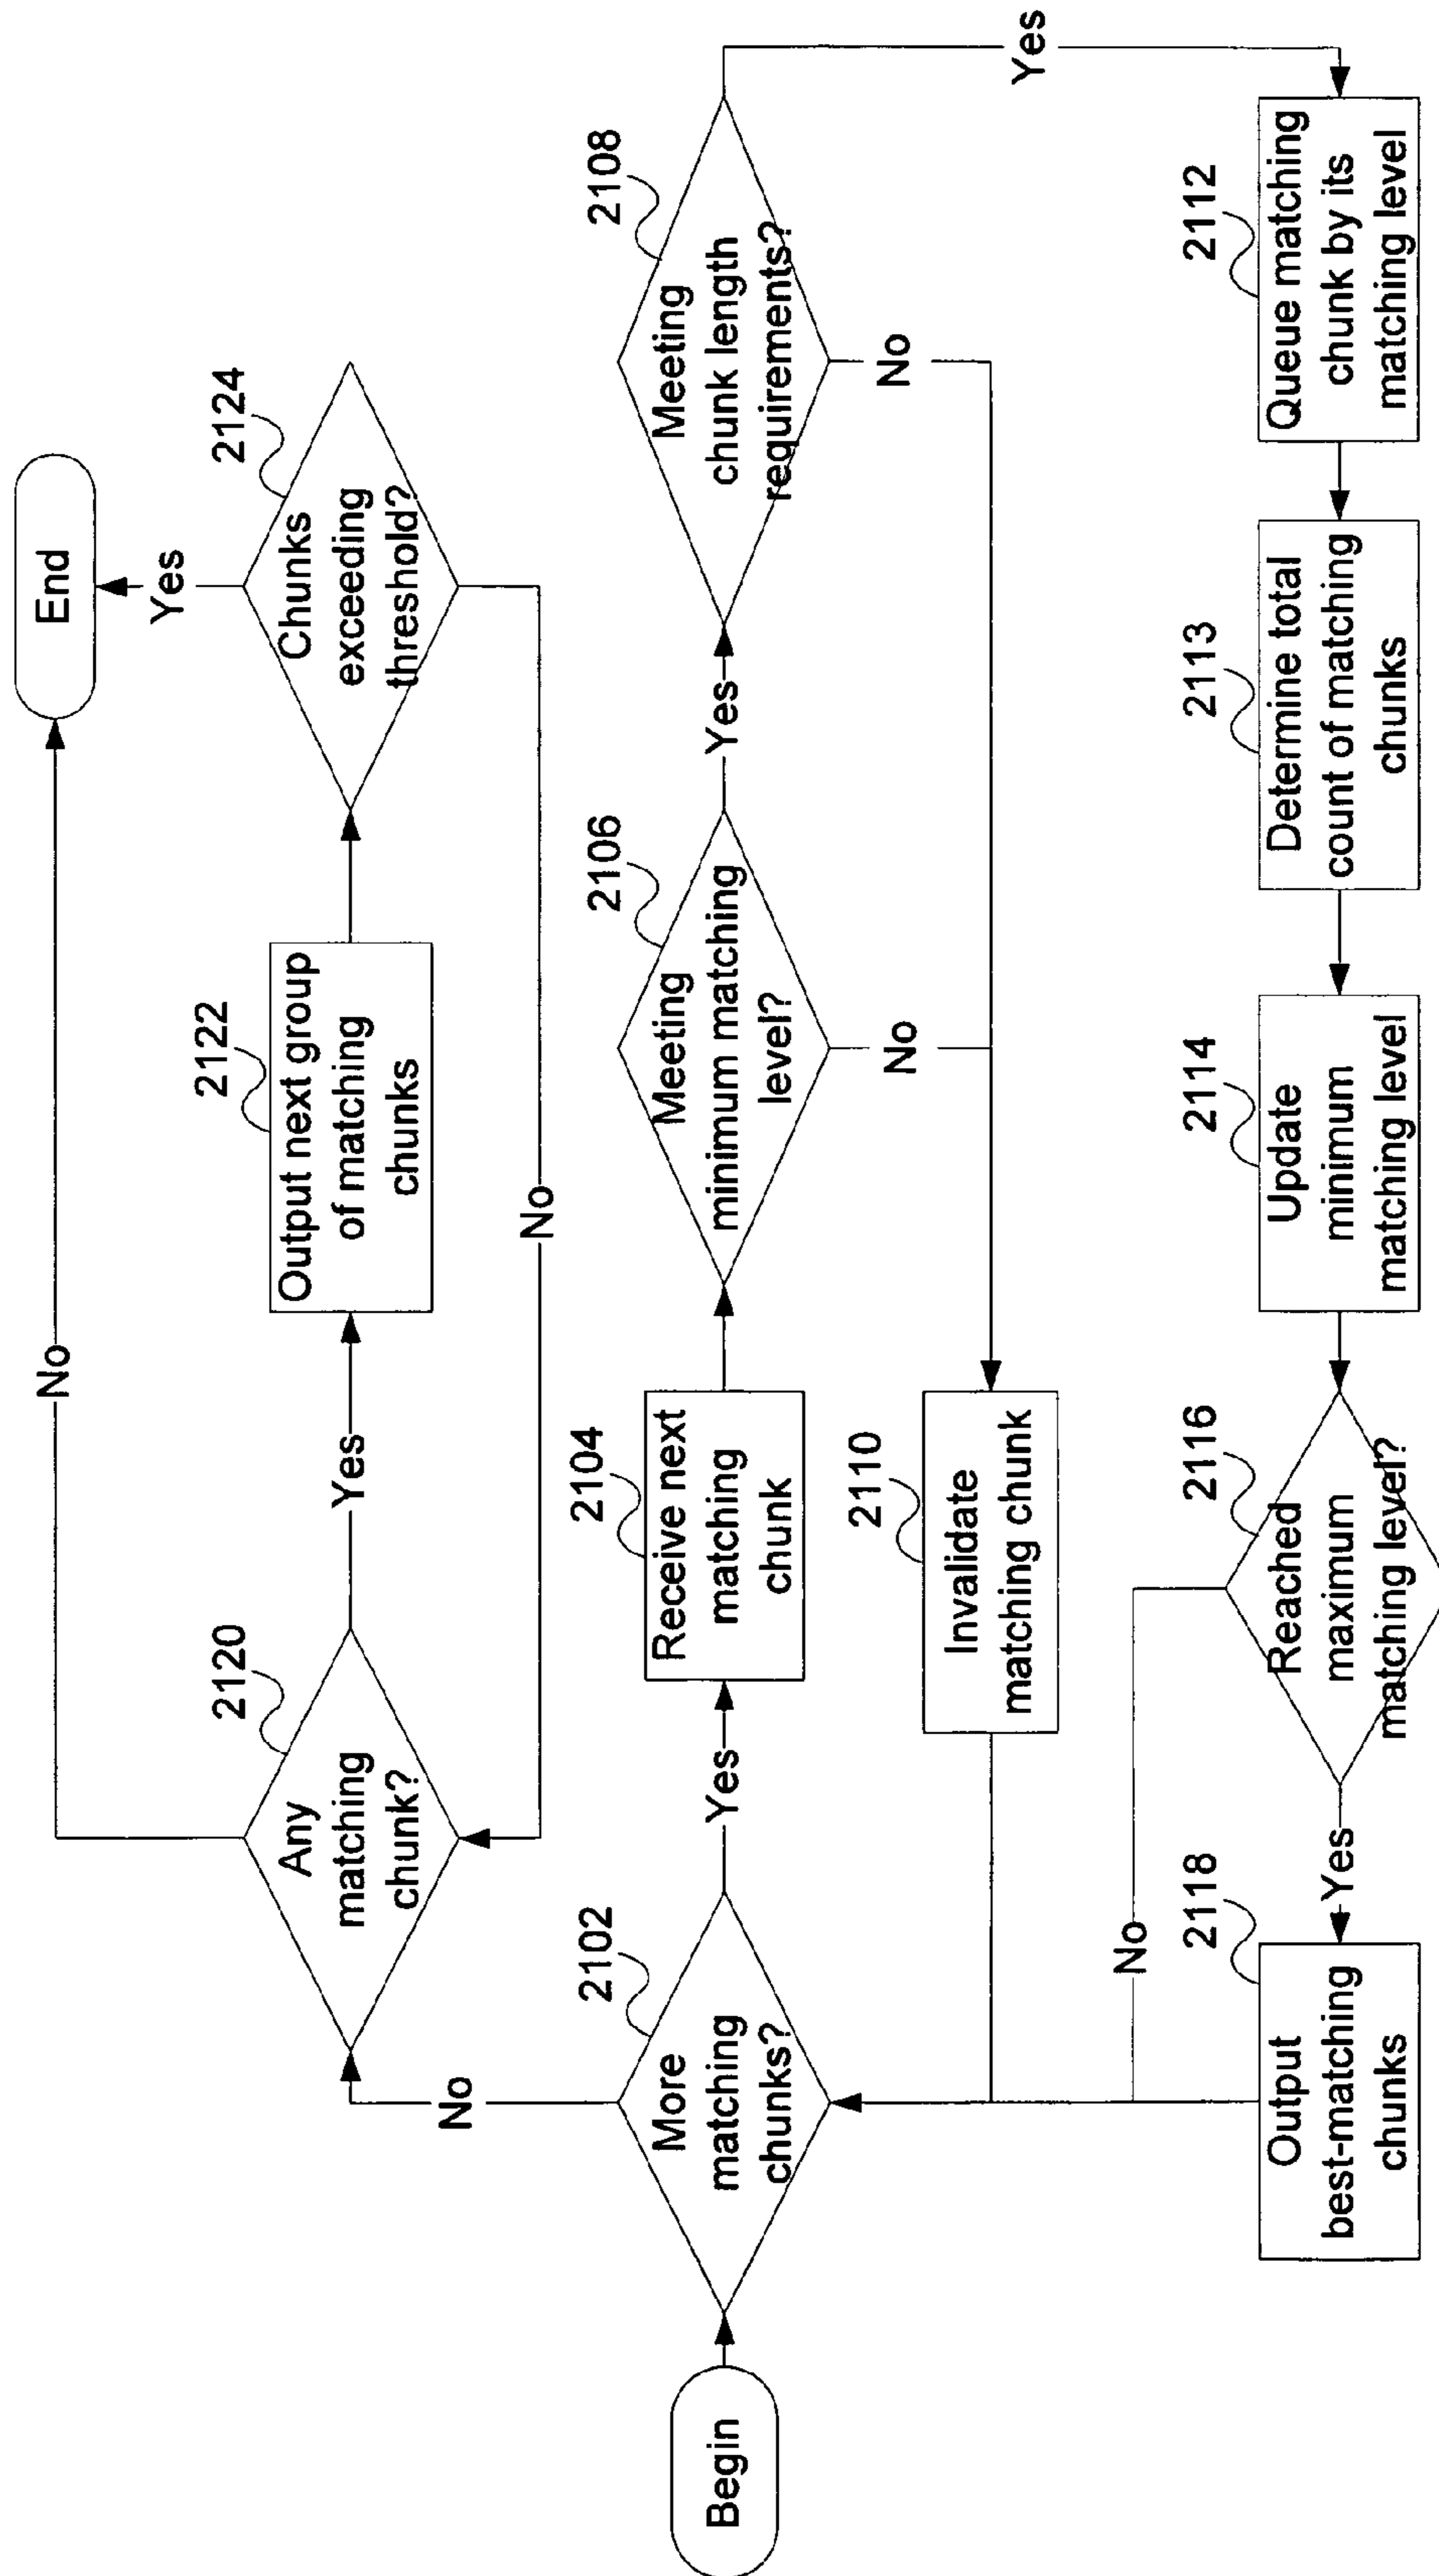 Begin
2102
More
matching
chunks?
No
Yes
2104
Receive next
matching
chunk
2106
Meeting
minimum matching
level?
No
Yes
2108
Meeting
chunk length
requirements?
No
Yes
2110
Invalidate
matching chunk
2112
Queue matching
chunk by its
matching level
2113
Determine total
count of matching
chunks
2114
Update
minimum
matching level
2116
Reached
maximum
matching level?
No
Yes
2118
Output
best-matching
chunks
2120
Any
matching
chunk?
No
Yes
2122
Output next group
of matching
chunks
2124
Chunks
exceeding
threshold?
No
Yes
End